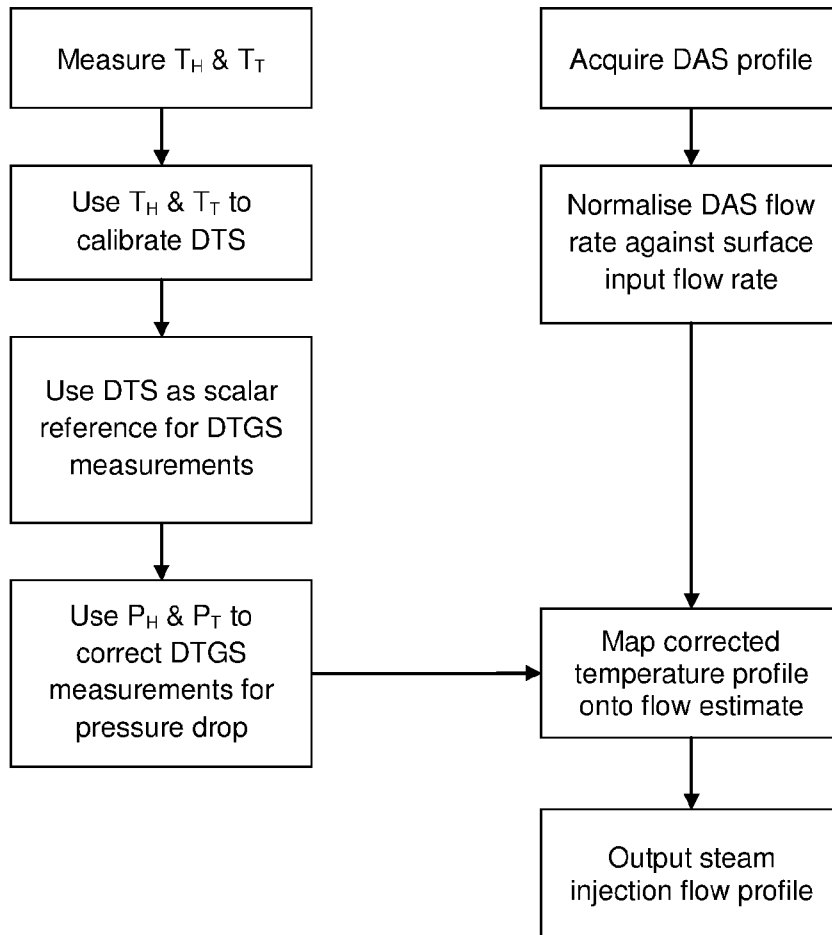 Measure T_H & T_T
Use T_H & T_T to
calibrate DTS
Use DTS as scalar
reference for DTGS
measurements
Use P_H & P_T to
correct DTGS
measurements for
pressure drop
Acquire DAS profile
Normalise DAS flow
rate against surface
input flow rate
Map corrected
temperature profile
onto flow estimate
Output steam
injection flow profile